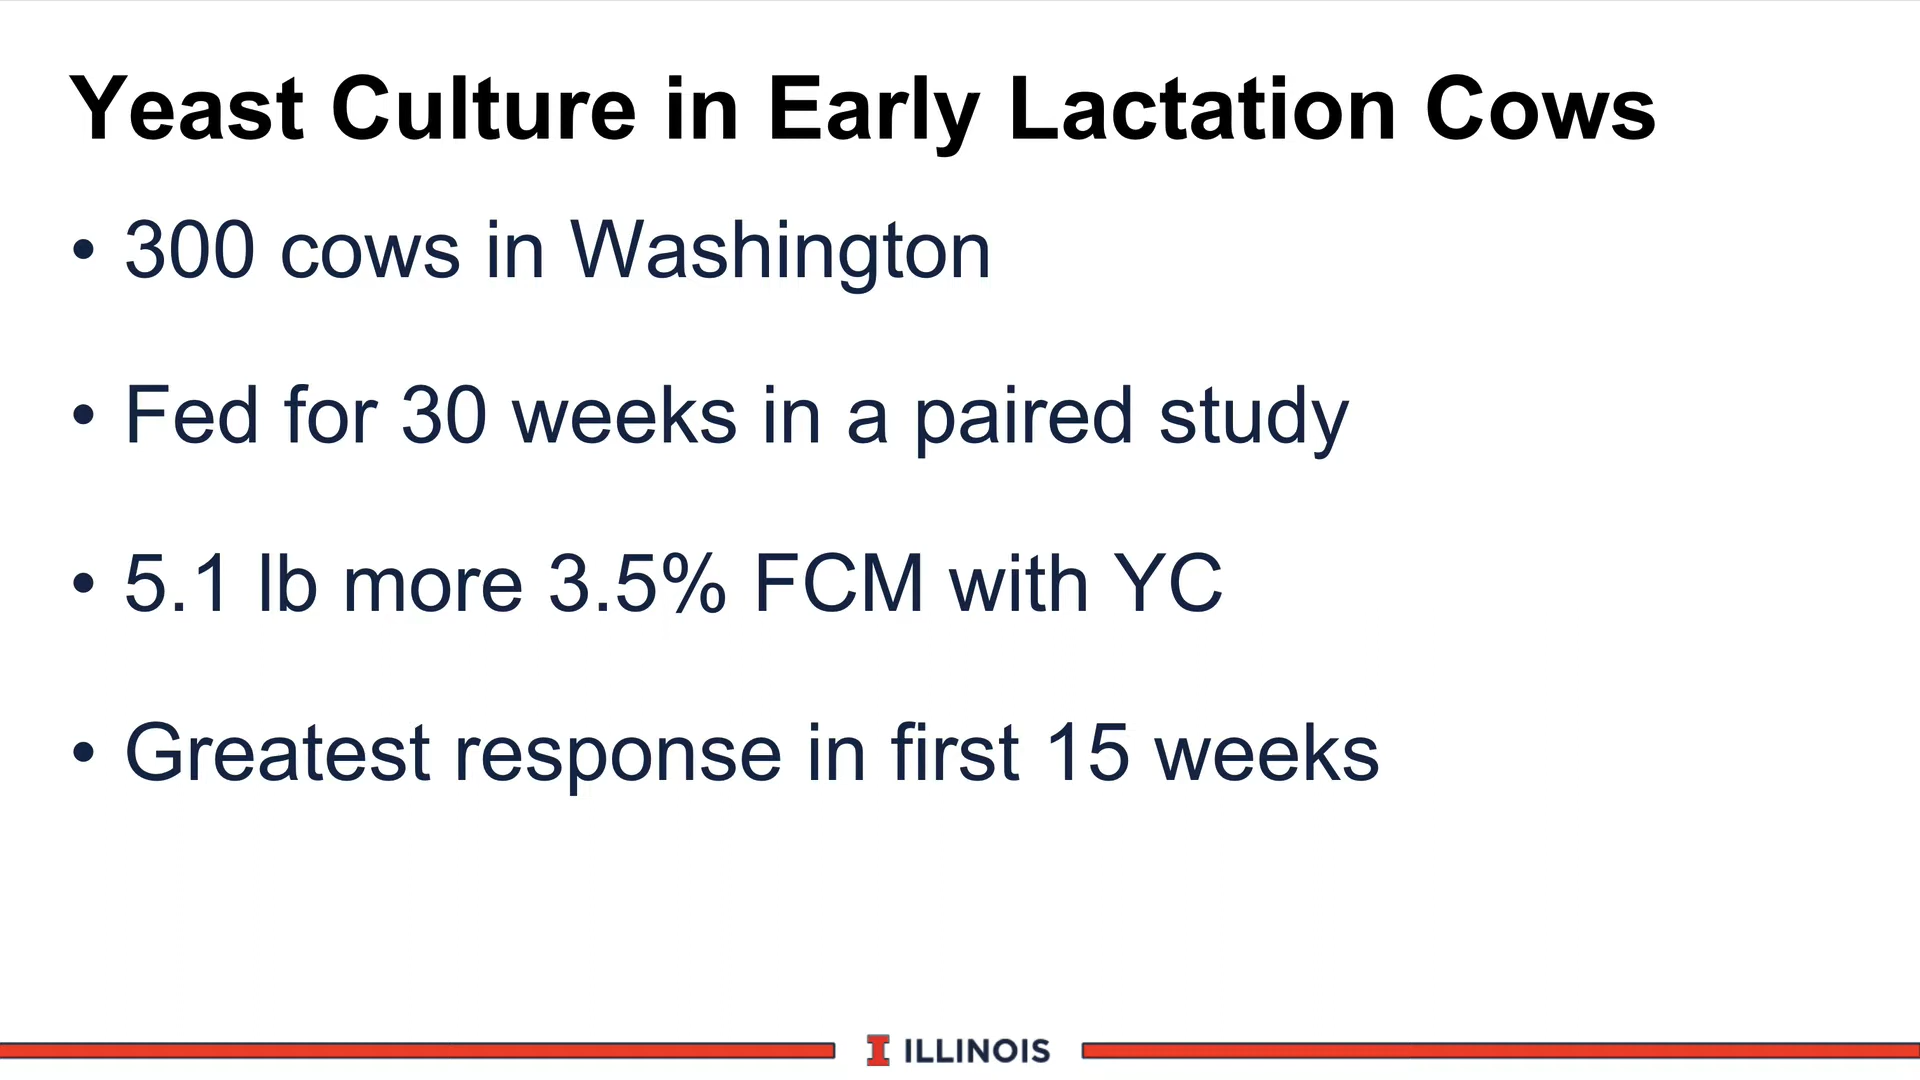 Yeast Culture in Early Lactation Cows
• 300 cows in Washington
• Fed for 30 weeks in a paired study
• 5.1 lb more 3.5% FCM with YC
• Greatest response in first 15 weeks
I ILLINOIS